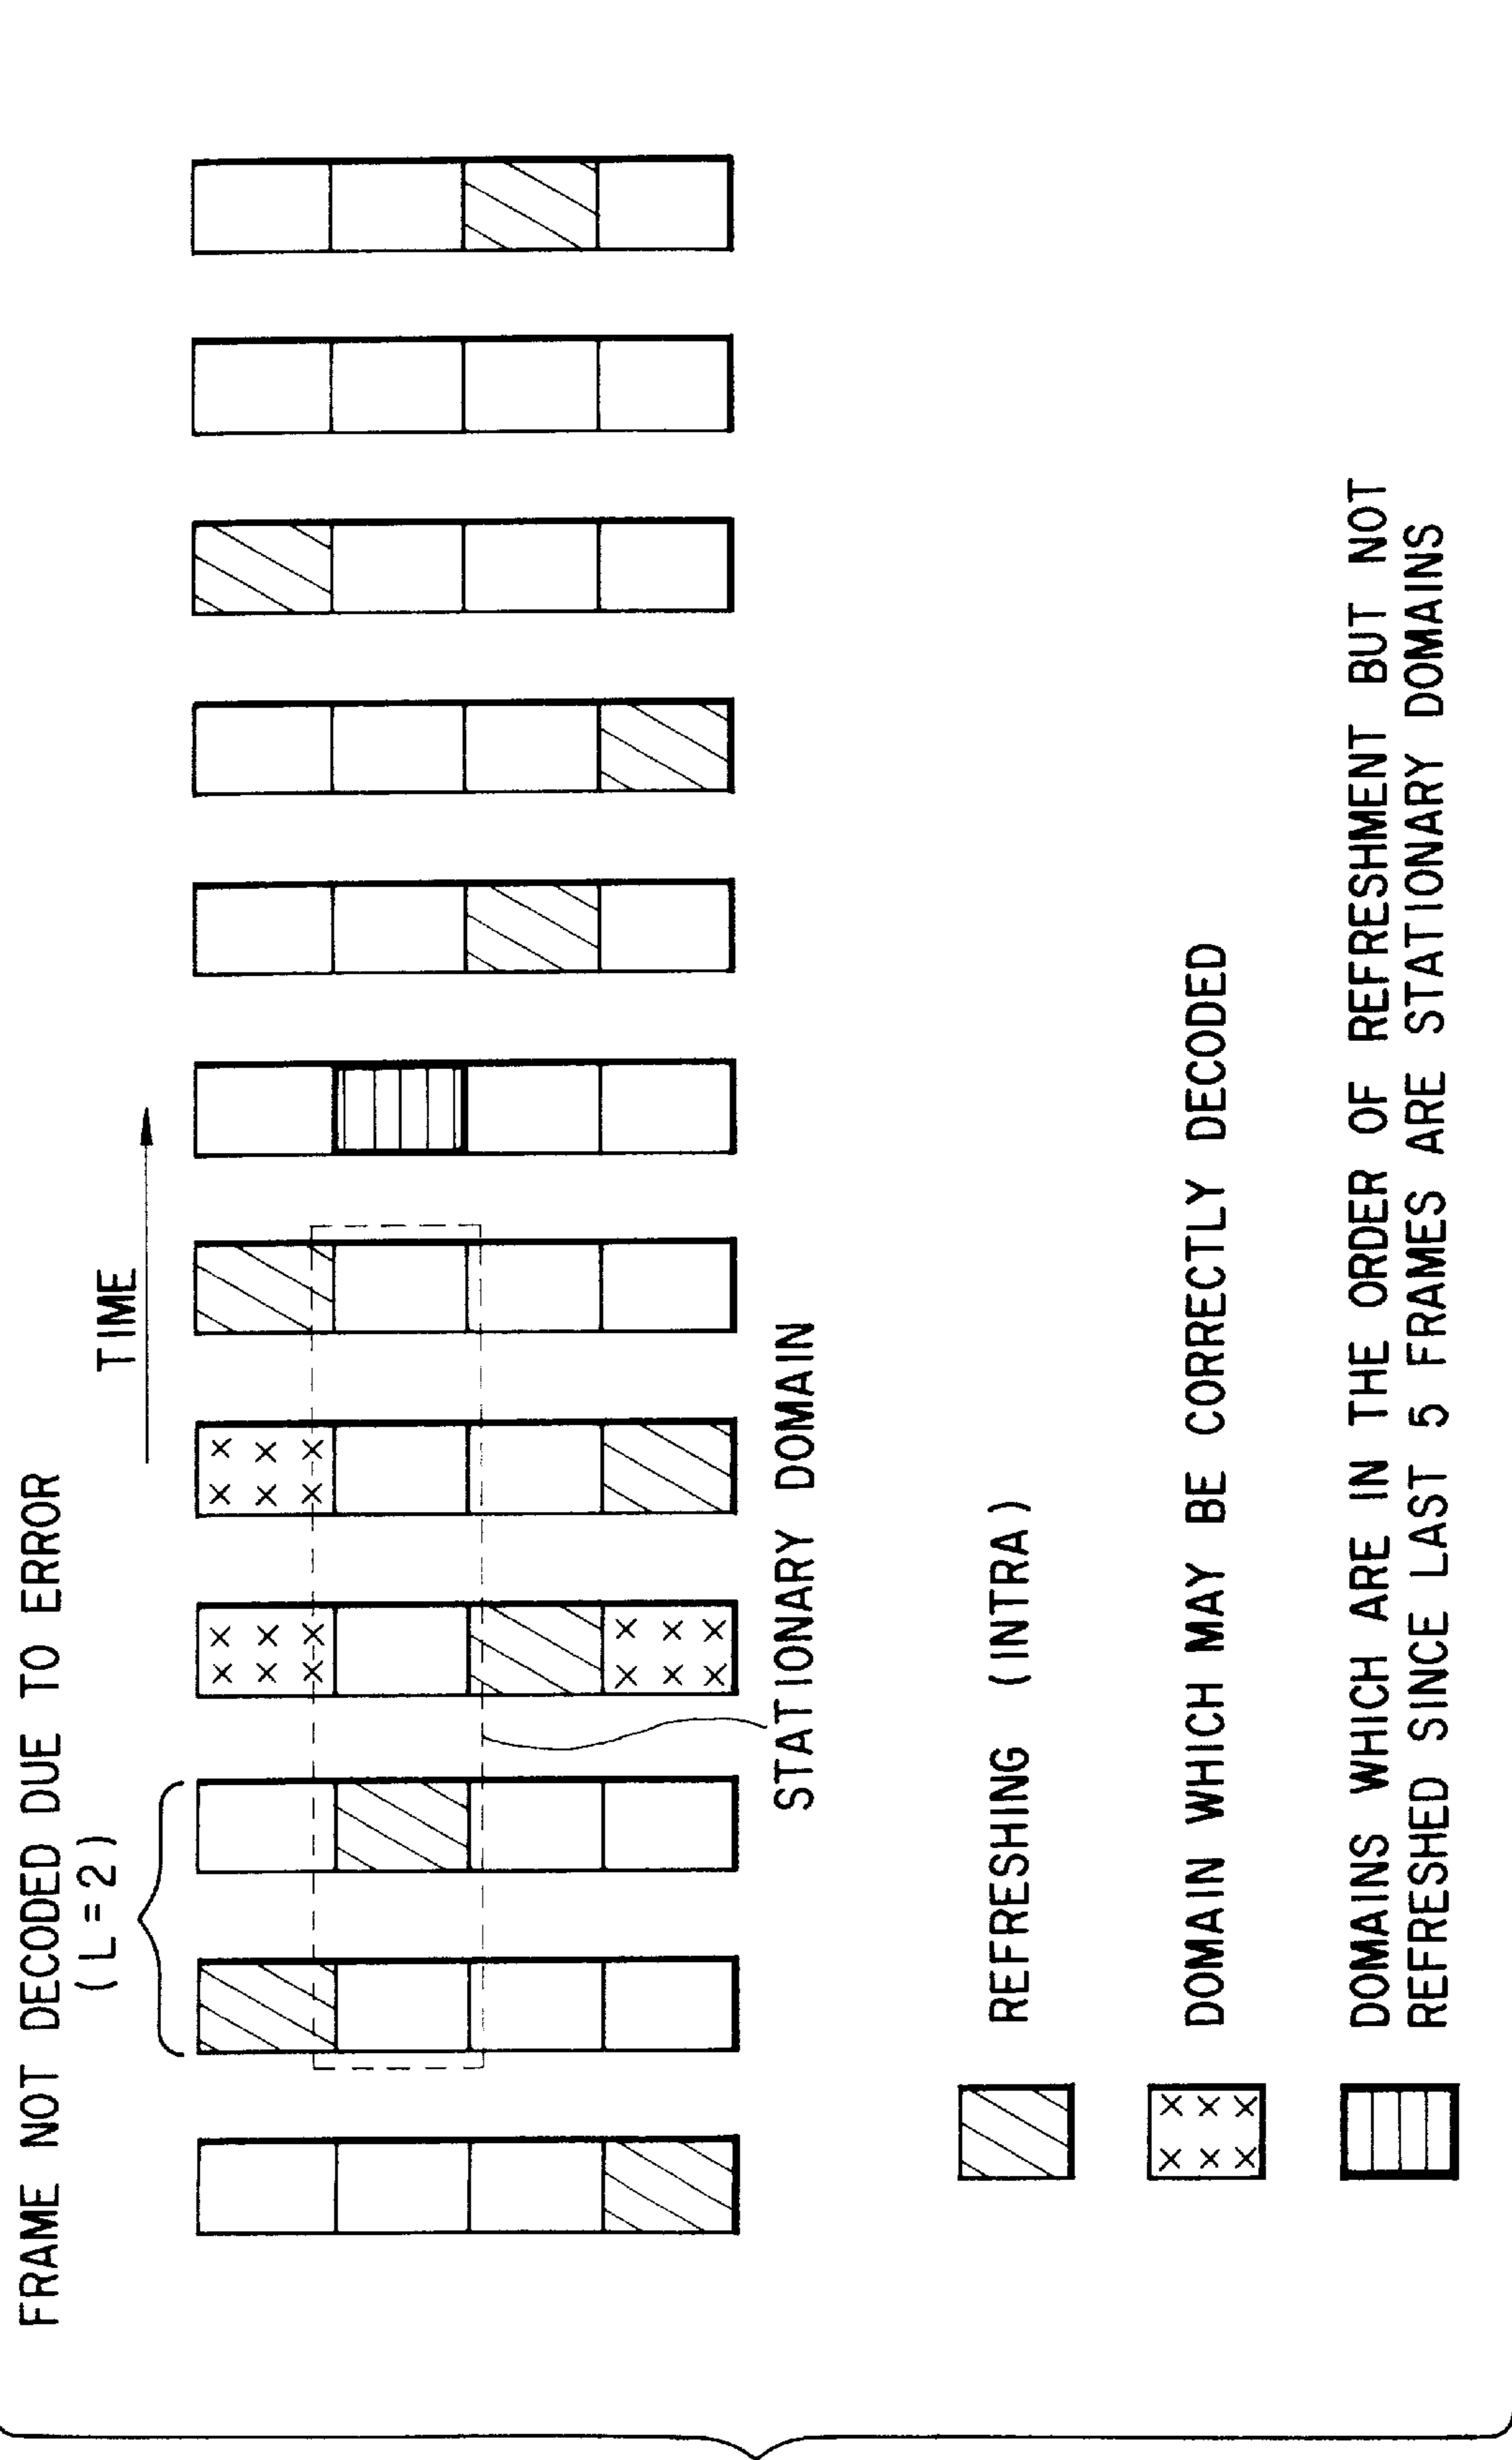 FRAME NOT DECODED DUE TO ERROR
(L=2)
TIME
STATIONARY DOMAIN
REFRESHING (INTRA)
DOMAIN WHICH MAY BE CORRECTLY DECODED
DOMAINS WHICH ARE IN THE ORDER OF REFRESHMENT BUT NOT
REFRESHED SINCE LAST 5 FRAMES ARE STATIONARY DOMAINS